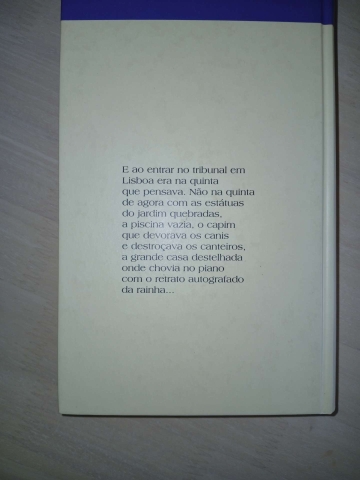 E ao entrar no tribunal em
Lisboa era na quinta
que pensava. Não na quinta
de agora com as estátuas
do jardim quebradas,
a piscina vazia, o capim
que devorava os canis
e destroçava os canteiros,
a grande casa destelhada
onde chovia no piano
com o retrato autografado
da rainha...